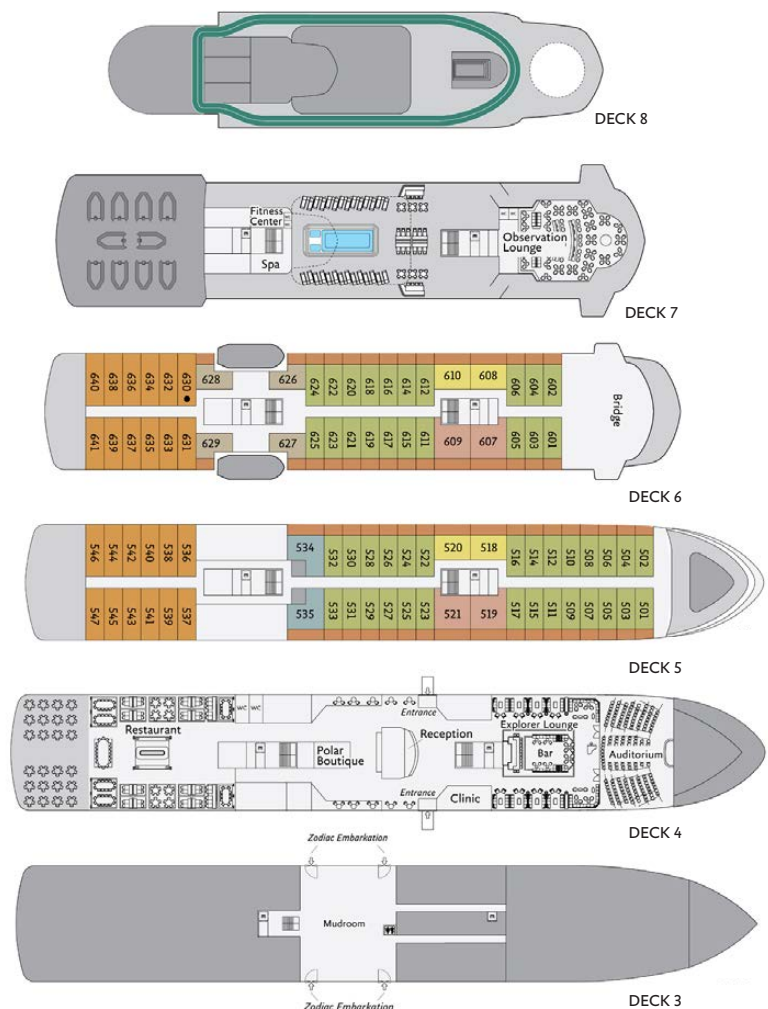 DECK 8
Fitness
Center
Spa
Observation
Lounge
DECK 7
640 638 636 634 632 630 628 626 624 622 620 618 616 614 612 610 608 606 604 602
Bridge
641 639 637 635 633 631 629 627 625 623 621 619 617 615 611 609 607 605 603 601
DECK 6
546 544 542 540 538 536 534 532 530 528 526 524 522 520 518 516 514 512 510 508 506 504 502
547 545 543 541 539 537 535 533 531 529 527 525 523 521 519 517 515 511 509 507 505 503 501
DECK 5
WC WC
Entrance
Restaurant
Reception
Explorer Lounge
Polar
Boutique
Bar
Auditorium
Entrance
Clinic
DECK 4
Zodiac Embarkation
Mudroom
Zodiac Embarkation
DECK 3